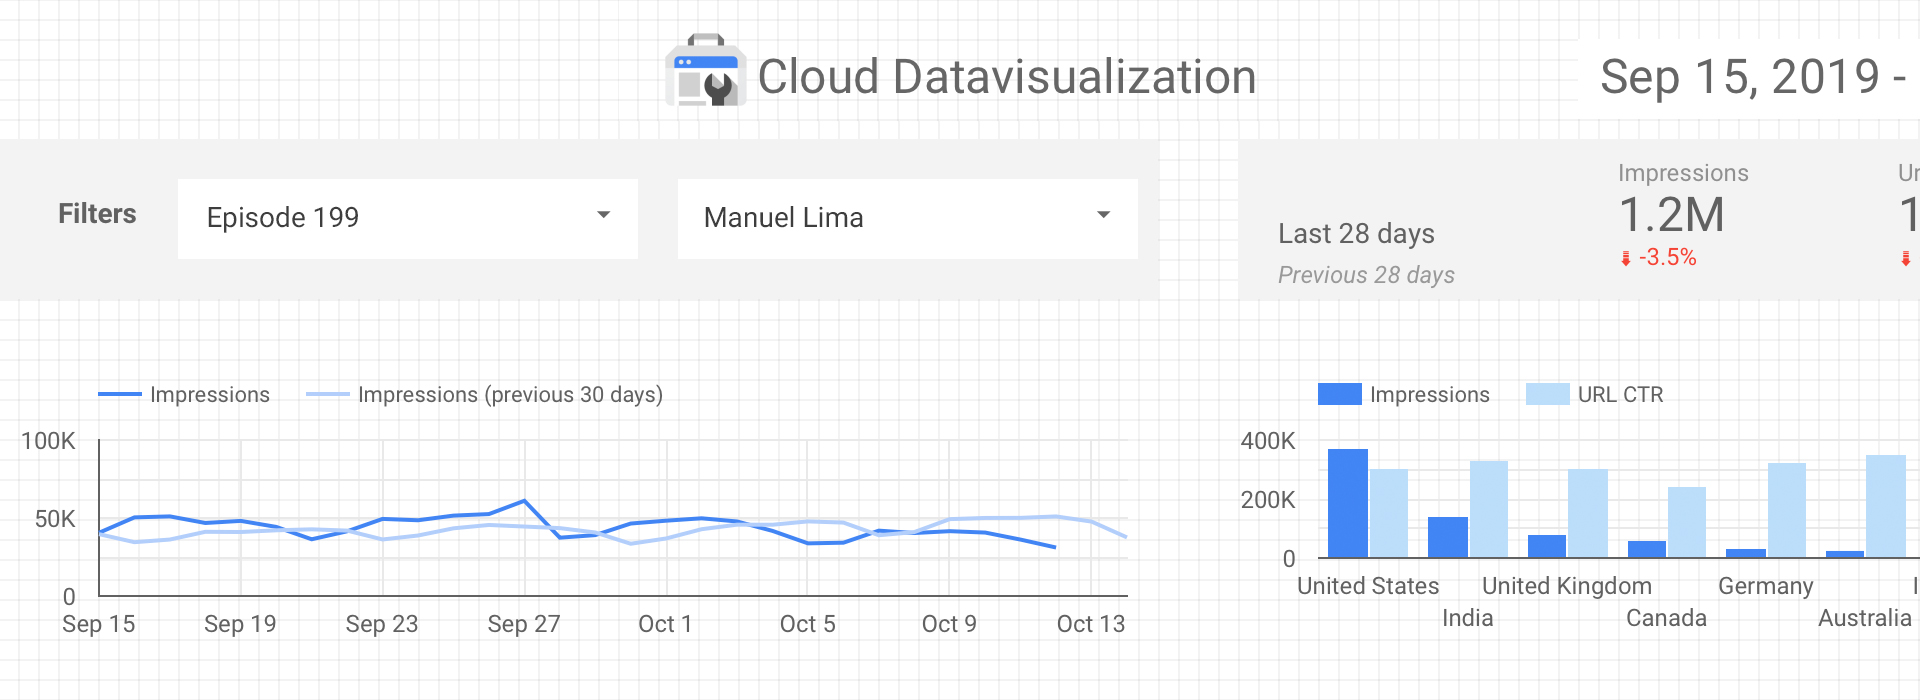 Cloud Datavisualization
Sep 15, 2019 -
Filters
Episode 199
Manuel Lima
Last 28 days
Previous 28 days
Impressions
1.2M
-3.5%
Ur
1
Impressions
Impressions (previous 30 days)
100K
50K
0
Sep 15
Sep 19
Sep 23
Sep 27
Oct 1
Oct 5
Oct 9
Oct 13
Impressions
URL CTR
400K
200K
0
United States
India
United Kingdom
Canada
Germany
Australia